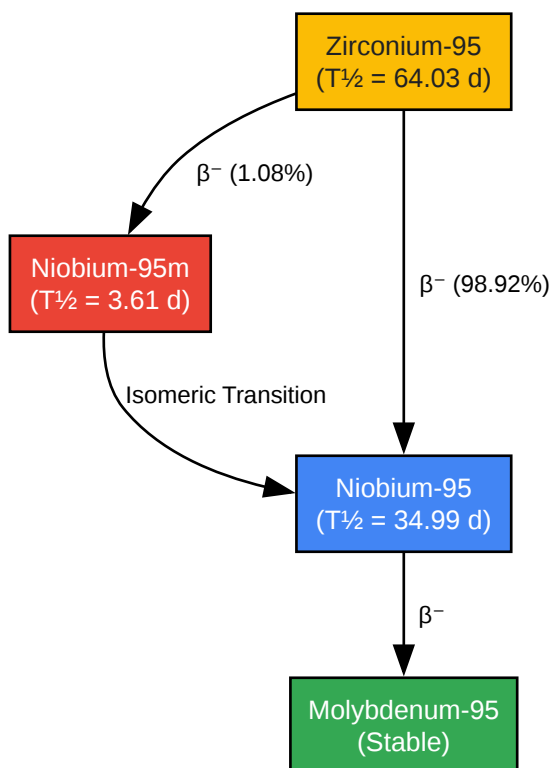 Zirconium-95
(T½ = 64.03 d)
β⁻ (1.08%)
Niobium-95m
(T½ = 3.61 d)
β⁻ (98.92%)
Isomeric Transition
Niobium-95
(T½ = 34.99 d)
β⁻
Molybdenum-95
(Stable)